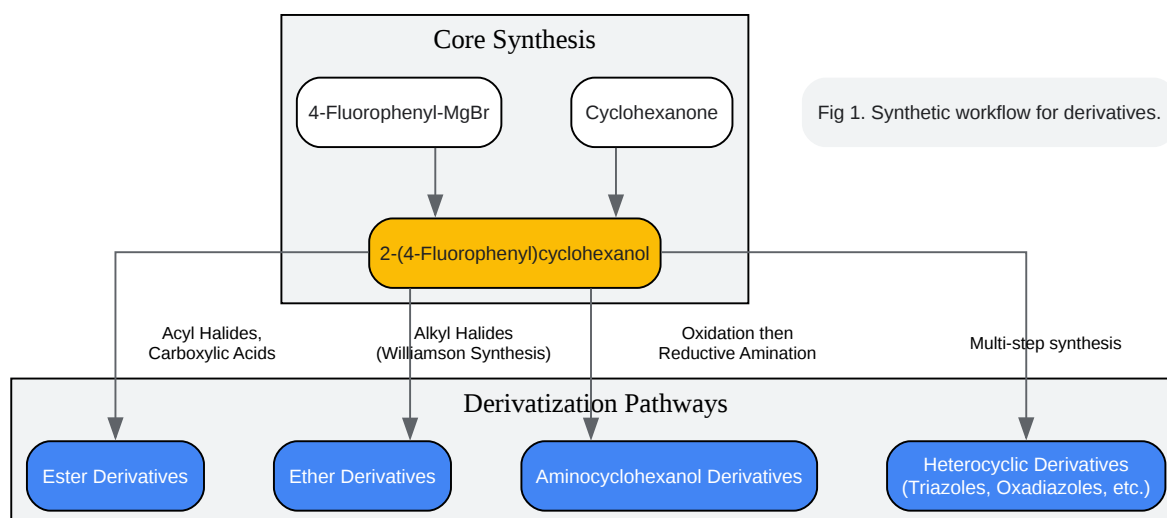 Core Synthesis
4-Fluorophenyl-MgBr
Cyclohexanone
Fig 1. Synthetic workflow for derivatives.
2-(4-Fluorophenyl)cyclohexanol
Acyl Halides,
Carboxylic Acids
Alkyl Halides
(Williamson Synthesis)
Oxidation then
Reductive Amination
Multi-step synthesis
Derivatization Pathways
Ester Derivatives
Ether Derivatives
Aminocyclohexanol Derivatives
Heterocyclic Derivatives
(Triazoles, Oxadiazoles, etc.)